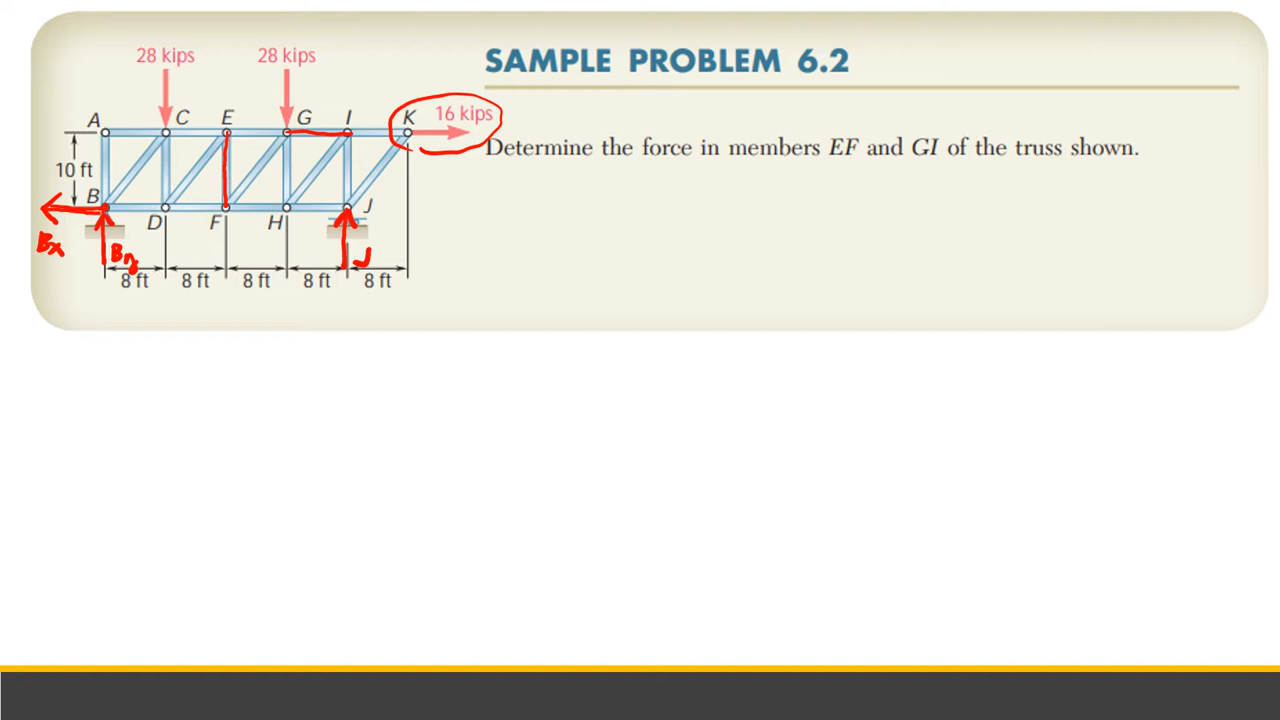 28 kips 28 kips
SAMPLE PROBLEM 6.2
A C E G I K 16 kips
Determine the force in members EF and GI of the truss shown.
10 ft
B J
D F H
Bx By J
8 ft 8 ft 8 ft 8 ft 8 ft